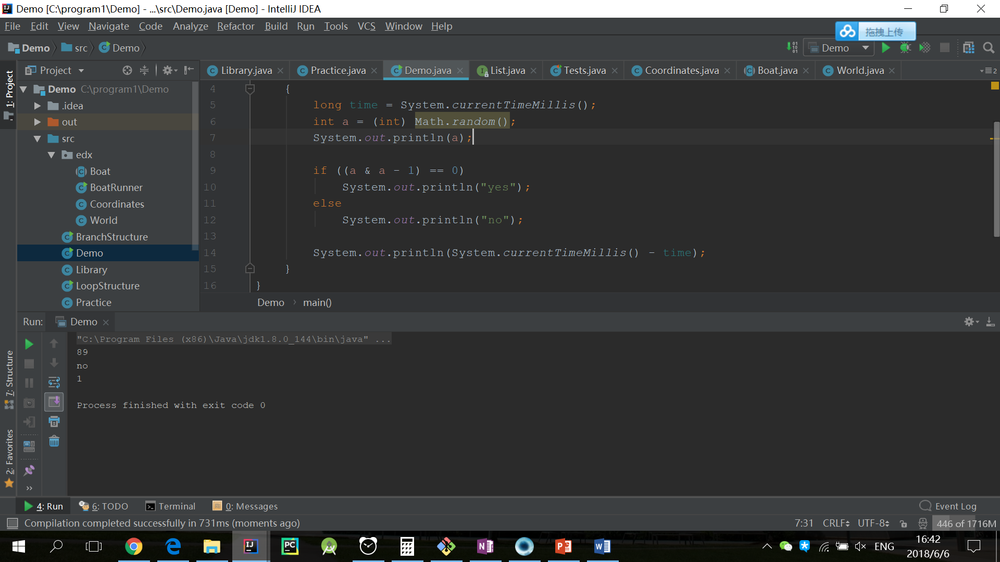 Demo [C:\program1\Demo] - ...\src\Demo.java [Demo] - IntelliJ IDEA
File Edit View Navigate Code Analyze Refactor Build Run Tools VCS Window Help
拖拽上传
Demo src Demo
Demo
Project
Library.java Practice.java Demo.java List.java Tests.java Coordinates.java Boat.java World.java
2
1: Project
7: Structure
2: Favorites
Demo C:\program1\Demo
.idea
out
src
edx
Boat
BoatRunner
Coordinates
World
BranchStructure
Demo
Library
LoopStructure
Practice
4 {
5 long time = System.currentTimeMillis();
6 int a = (int) Math.random();
7 System.out.println(a);
8
9 if ((a & a - 1) == 0)
10 System.out.println("yes");
11 else
12 System.out.println("no");
13
14 System.out.println(System.currentTimeMillis() - time);
15 }
16 }
Demo main()
Run: Demo
"C:\Program Files (x86)\Java\jdk1.8.0_144\bin\java" ...
89
no
1
Process finished with exit code 0
4: Run 6: TODO Terminal 0: Messages Event Log
Compilation completed successfully in 731ms (moments ago) 7:31 CRLF UTF-8 446 of 1716M
ENG
16:42
2018/6/6